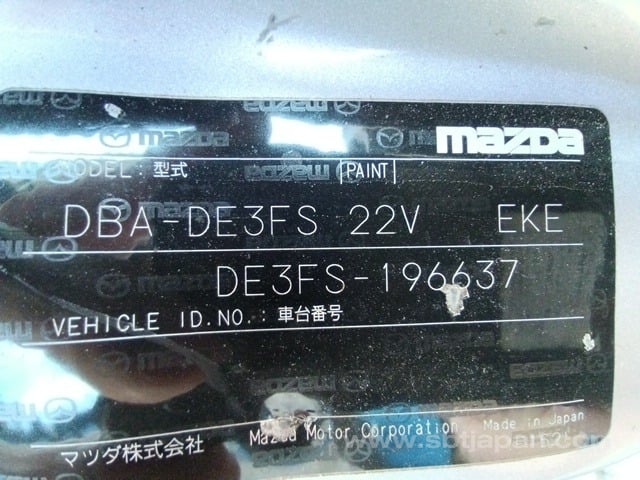 mazda
MODEL: 型式 PAINT
DBA-DE3FS 22V EKE
DE3FS-196637
VEHICLE ID.NO.: 車台番号
マツダ株式会社 Mazda Motor Corporation Made in Japan
www.sbtjapan.com